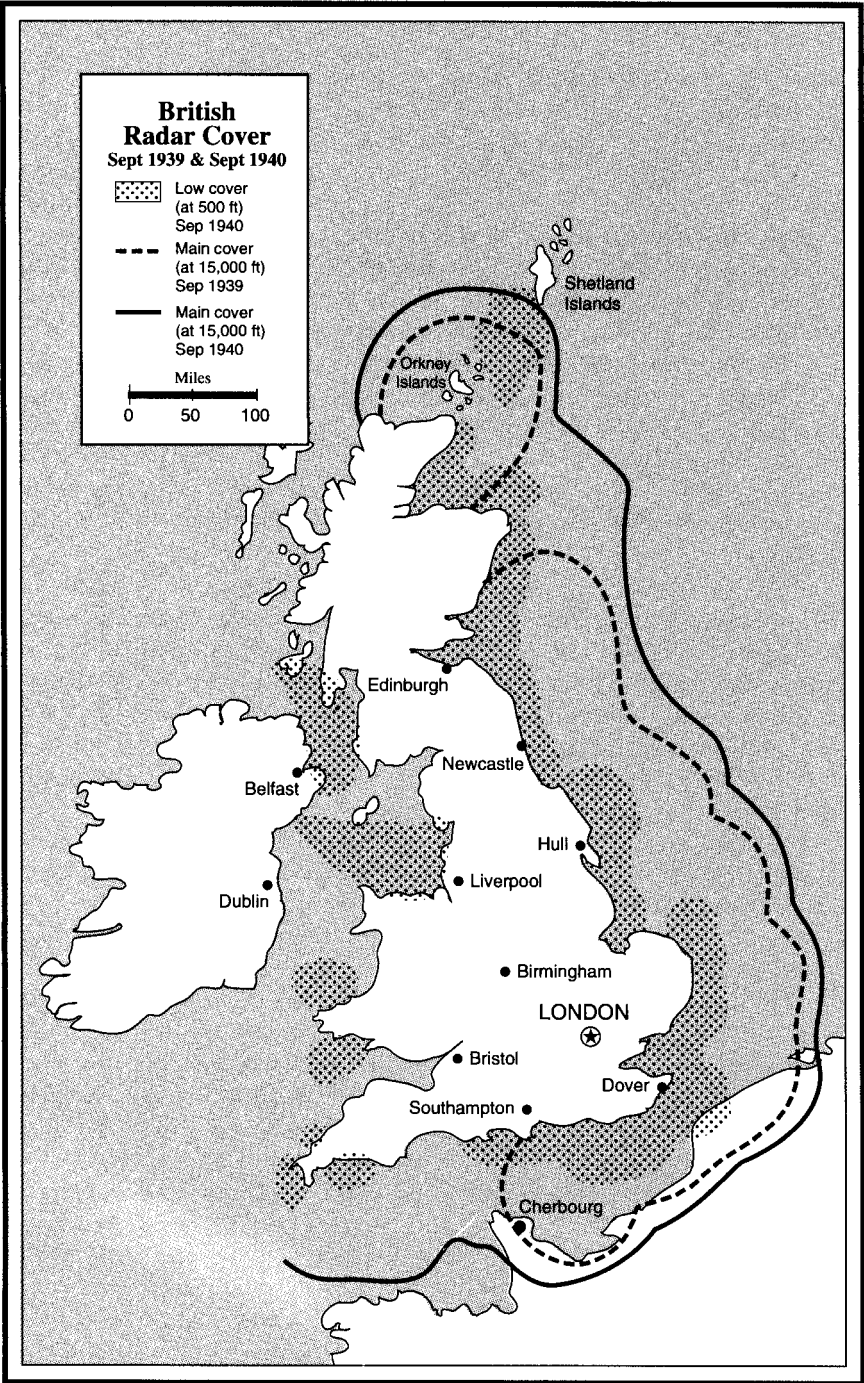 British
Radar Cover
Sept 1939 & Sept 1940
Low cover
(at 500 ft)
Sep 1940
Main cover
(at 15,000 ft)
Sep 1939
Main cover
(at 15,000 ft)
Sep 1940
Miles
0 50 100
Shetland
Islands
Orkney
Islands
Edinburgh
Newcastle
Belfast
Hull
Liverpool
Dublin
Birmingham
LONDON
Bristol
Dover
Southampton
Cherbourg